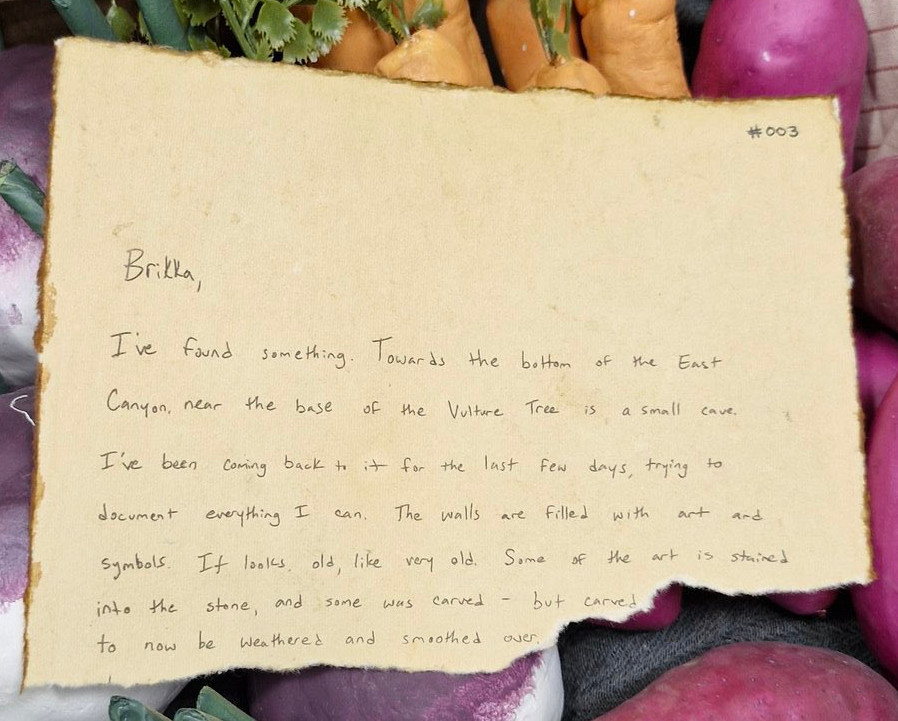 #003
Brikka,
I've found something. Towards the bottom of the East
Canyon, near the base of the Vulture Tree is a small cave.
I've been coming back to it for the last few days, trying to
document everything I can. The walls are filled with art and
symbols. It looks, old, like very old. Some of the art is stained
into the stone, and some was carved - but carved
to now be weathered and smoothed over